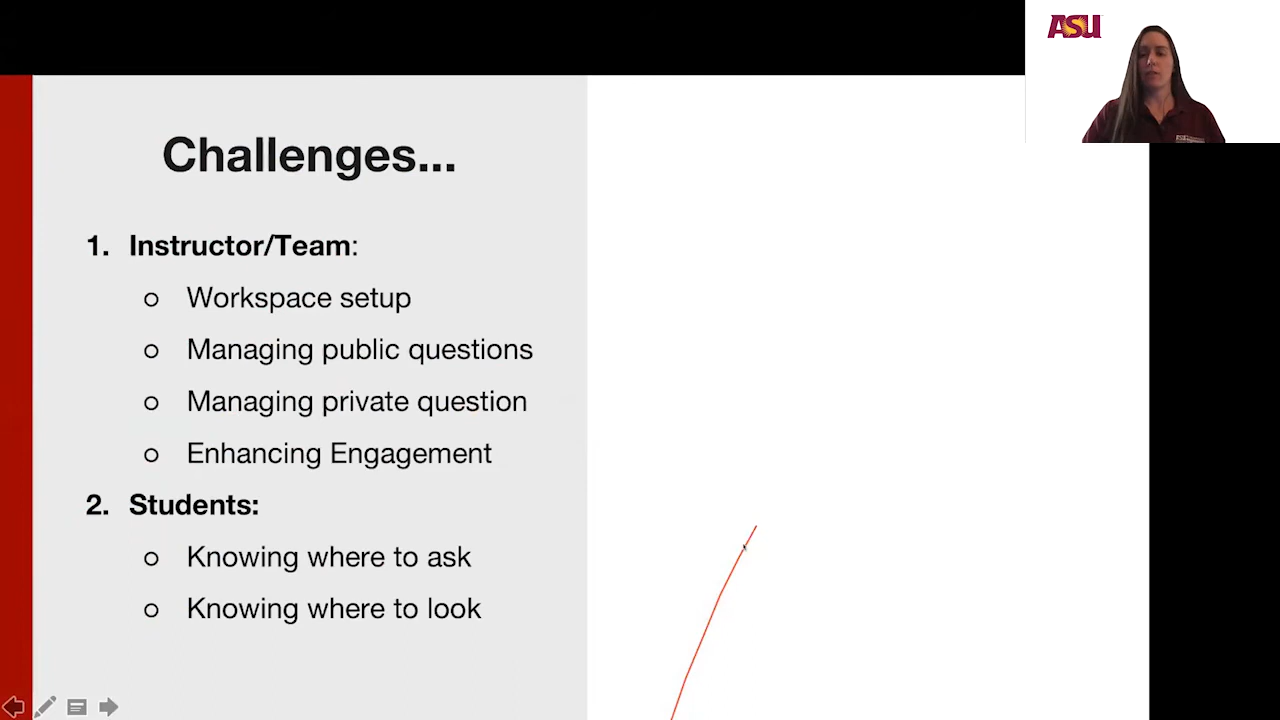 ASU
Challenges...
1. Instructor/Team:
o Workspace setup
o Managing public questions
o Managing private question
o Enhancing Engagement
2. Students:
o Knowing where to ask
o Knowing where to look